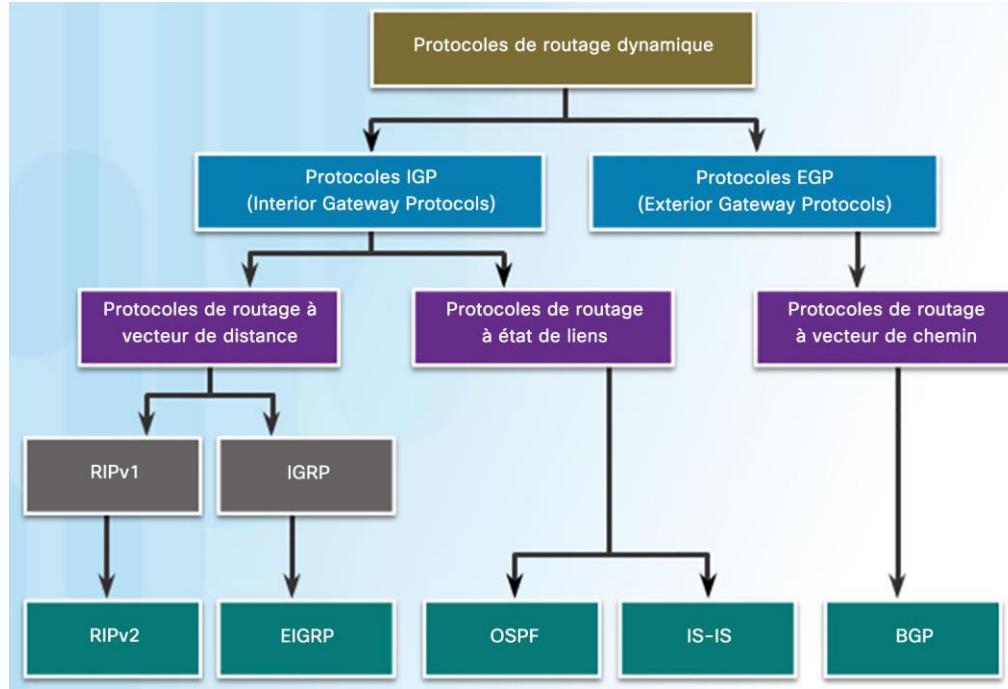 Protocoles de routage dynamique
Protocoles IGP
(Interior Gateway Protocols)
Protocoles EGP
(Exterior Gateway Protocols)
Protocoles de routage à
vecteur de distance
Protocoles de routage
à état de liens
Protocoles de routage
à vecteur de chemin
RIPv1
IGRP
RIPv2
EIGRP
OSPF
IS-IS
BGP